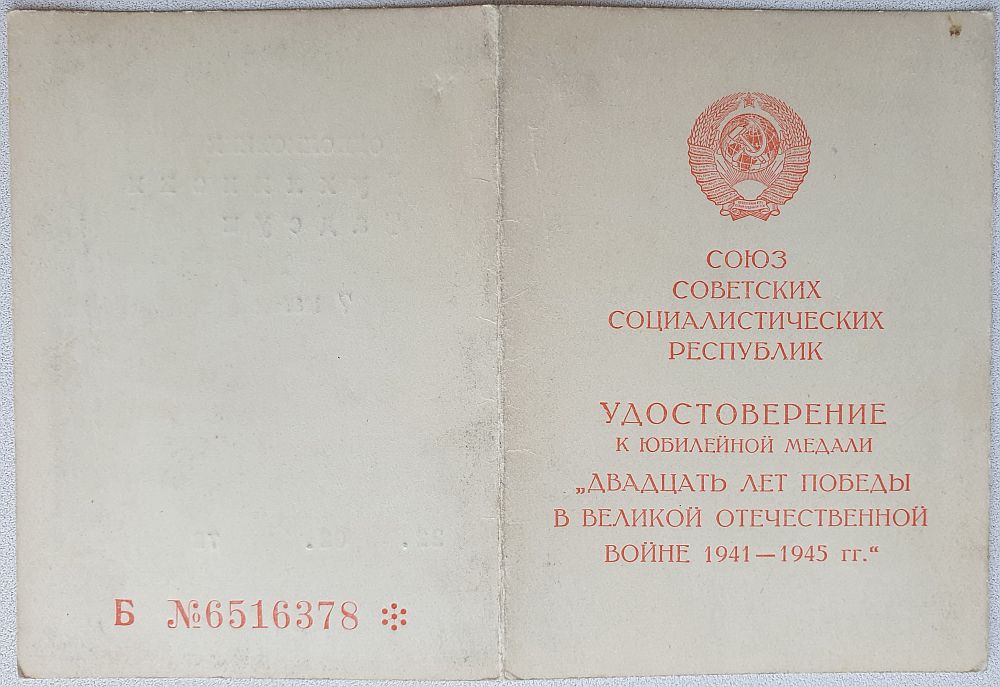 Б №6516378
СОЮЗ
СОВЕТСКИХ
СОЦИАЛИСТИЧЕСКИХ
РЕСПУБЛИК
УДОСТОВЕРЕНИЕ
К ЮБИЛЕЙНОЙ МЕДАЛИ
„ДВАДЦАТЬ ЛЕТ ПОБЕДЫ
В ВЕЛИКОЙ ОТЕЧЕСТВЕННОЙ
ВОЙНЕ 1941—1945 гг.“